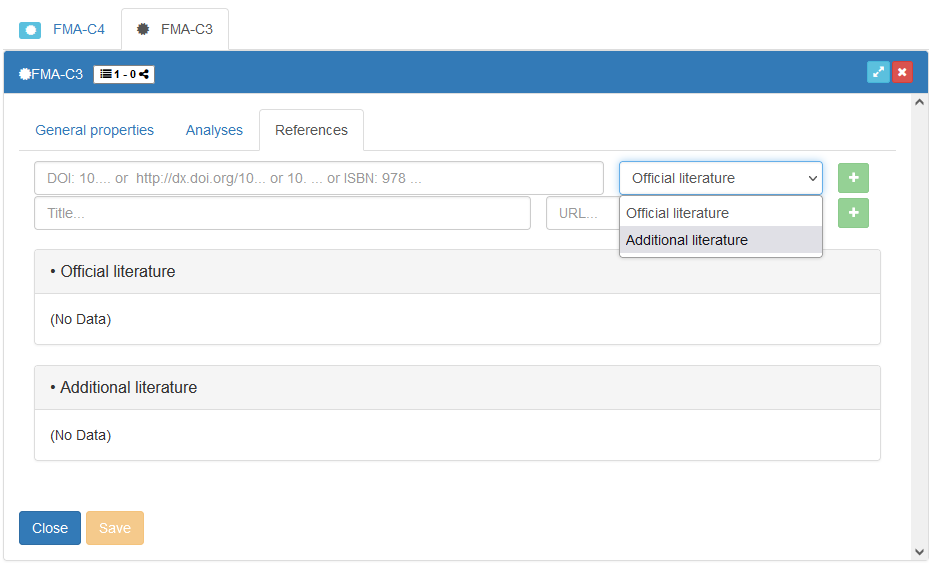 FMA-C4 FMA-C3
FMA-C3 1 - 0
General properties Analyses References
DOI: 10.... or http://dx.doi.org/10... or 10. ... or ISBN: 978 ... Official literature
Title... URL... Official literature
Additional literature
• Official literature
(No Data)
• Additional literature
(No Data)
Close Save